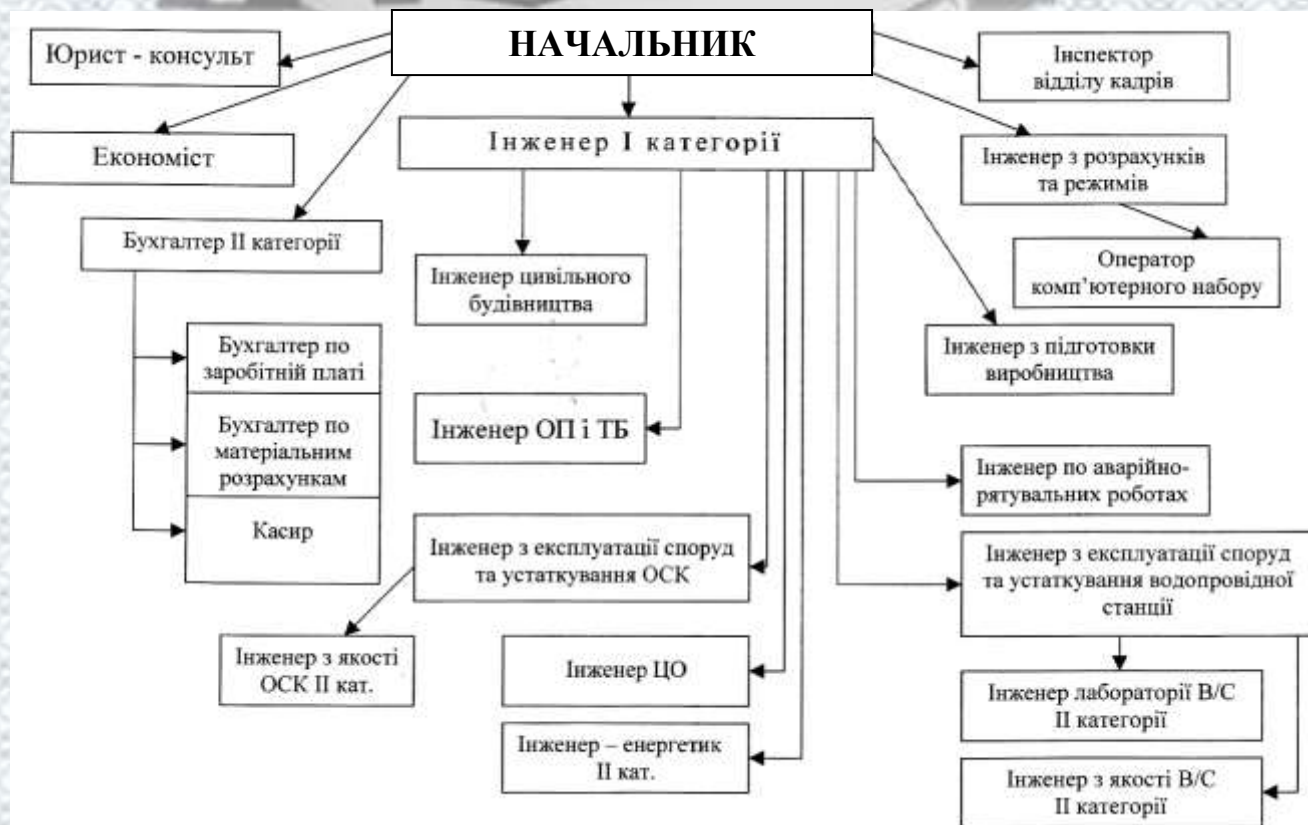 НАЧАЛЬНИК
Юрист - консульт
Інспектор
відділу кадрів
Економіст
Інженер І категорії
Інженер з розрахунків
та режимів
Бухгалтер ІІ категорії
Інженер цивільного
будівництва
Оператор
комп’ютерного набору
Бухгалтер по
заробітній платі
Інженер з підготовки
виробництва
Бухгалтер по
матеріальним
розрахункам
Інженер ОП і ТБ
Інженер по аварійно-
рятувальних роботах
Касир
Інженер з експлуатації споруд
та устаткування ОСК
Інженер з експлуатації споруд
та устаткування водопровідної
станції
Інженер з якості
ОСК ІІ кат.
Інженер ЦО
Інженер лабораторії В/С
ІІ категорії
Інженер – енергетик
ІІ кат.
Інженер з якості В/С
ІІ категорії